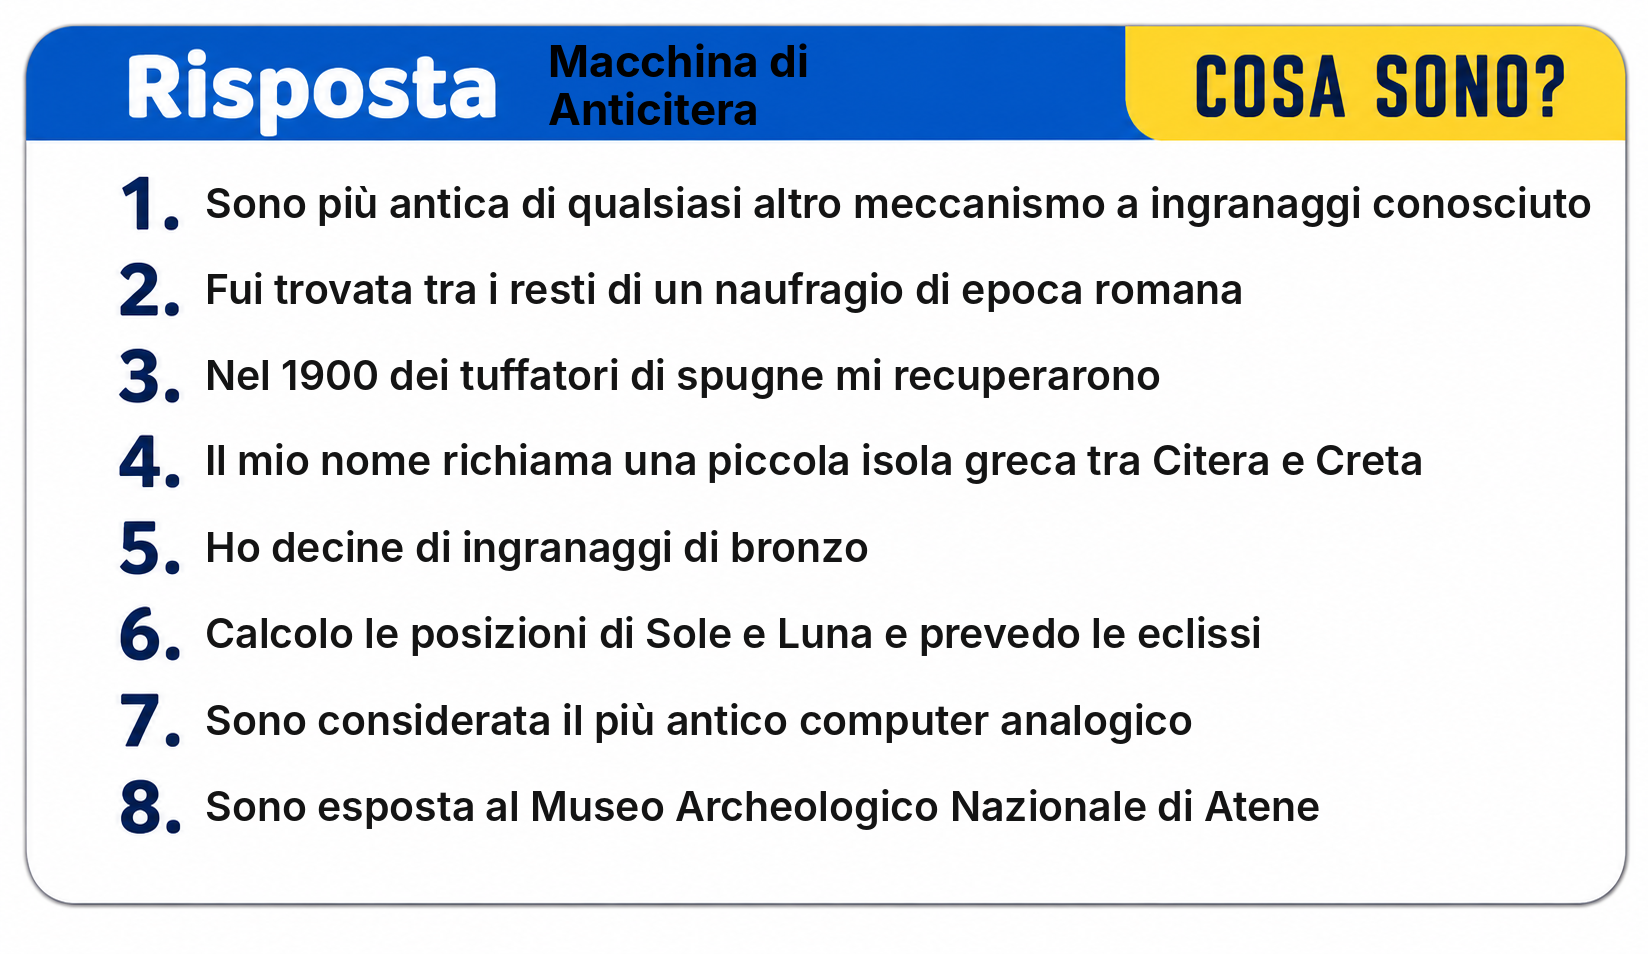 Risposta
Macchina di
Anticitera
COSA SONO?
1. Sono più antica di qualsiasi altro meccanismo a ingranaggi conosciuto
2. Fui trovata tra i resti di un naufragio di epoca romana
3. Nel 1900 dei tuffatori di spugne mi recuperarono
4. Il mio nome richiama una piccola isola greca tra Citera e Creta
5. Ho decine di ingranaggi di bronzo
6. Calcolo le posizioni di Sole e Luna e prevedo le eclissi
7. Sono considerata il più antico computer analogico
8. Sono esposta al Museo Archeologico Nazionale di Atene